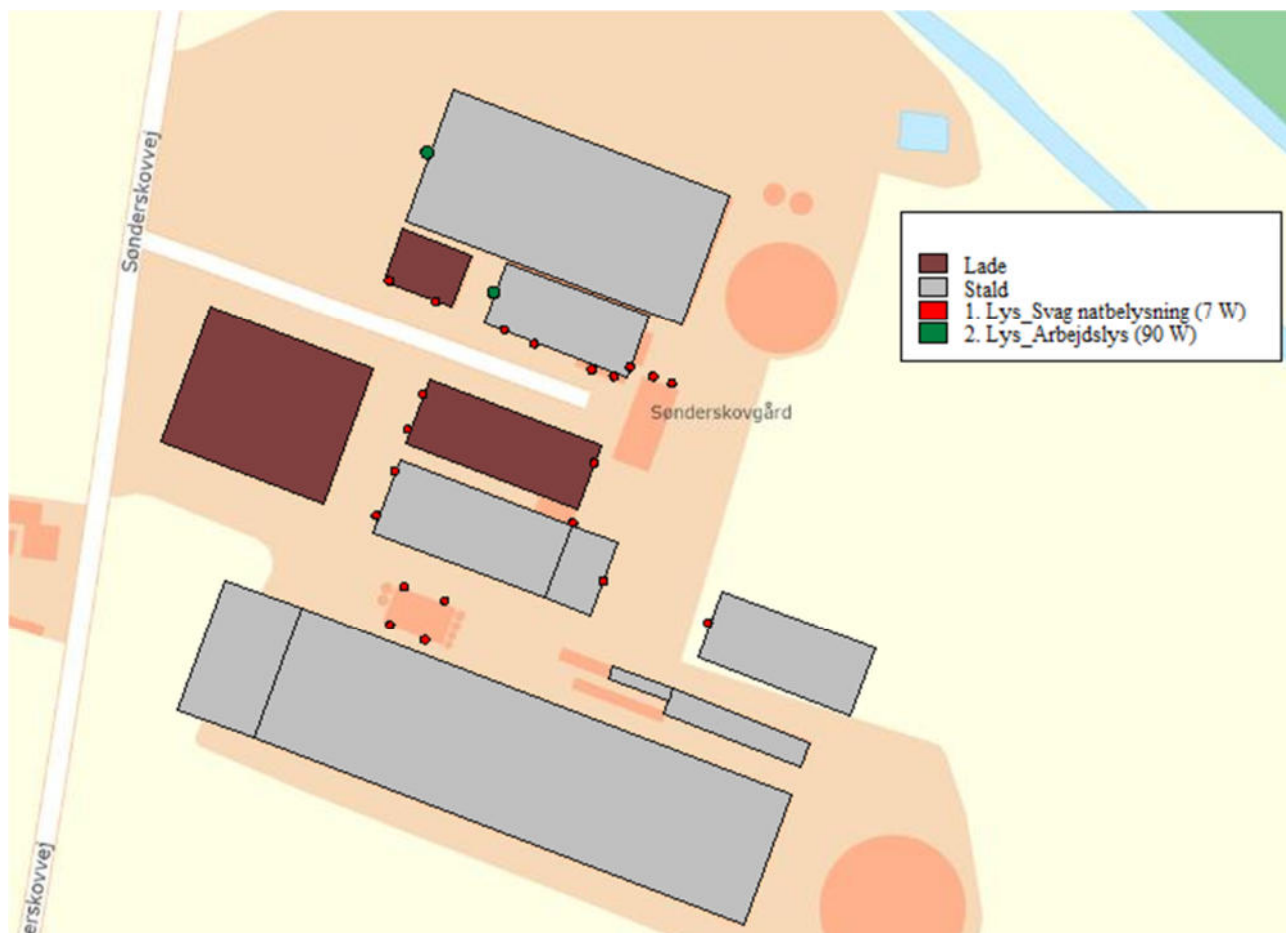 Sønderskovvej
Lade
Stald
1. Lys_Svag natbelysning (7 W)
2. Lys_Arbejdslys (90 W)
Sønderskovgård
erskovvej